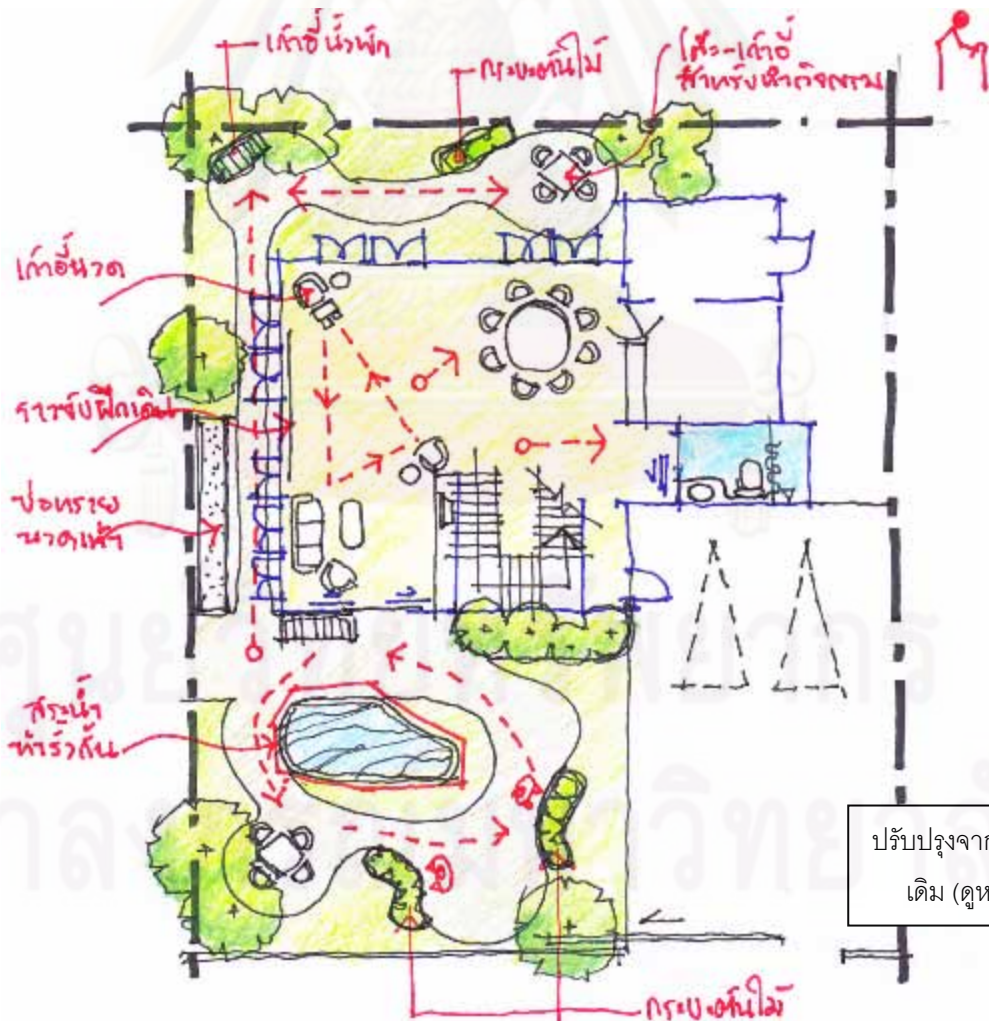 เก้าอี้นั่งพัก
กระบะต้นไม้
โต๊ะ-เก้าอี้
สำหรับทำกิจกรรม
เก้าอี้นวด
ราวจับฝึกเดิน
บ่อทราย
นวดเท้า
สระน้ำ
ทำรั้วกั้น
ปรับปรุงจาก
เดิม (ดูห
กระบะต้นไม้